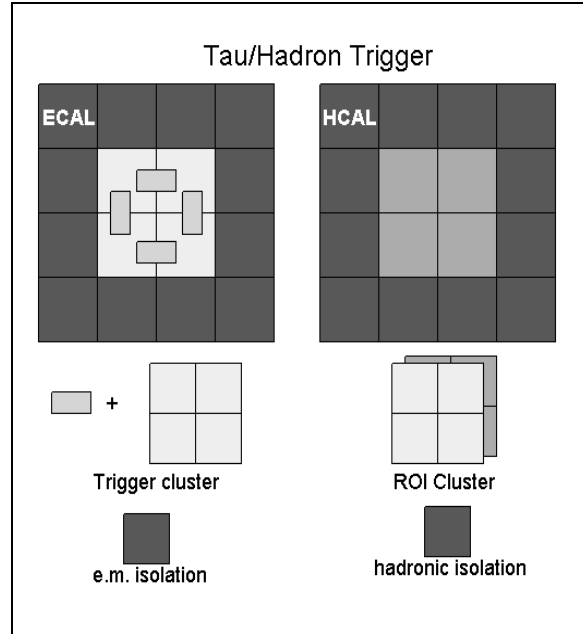 Tau/Hadron Trigger
ECAL
HCAL
+
Trigger cluster
ROI Cluster
e.m. isolation
hadronic isolation